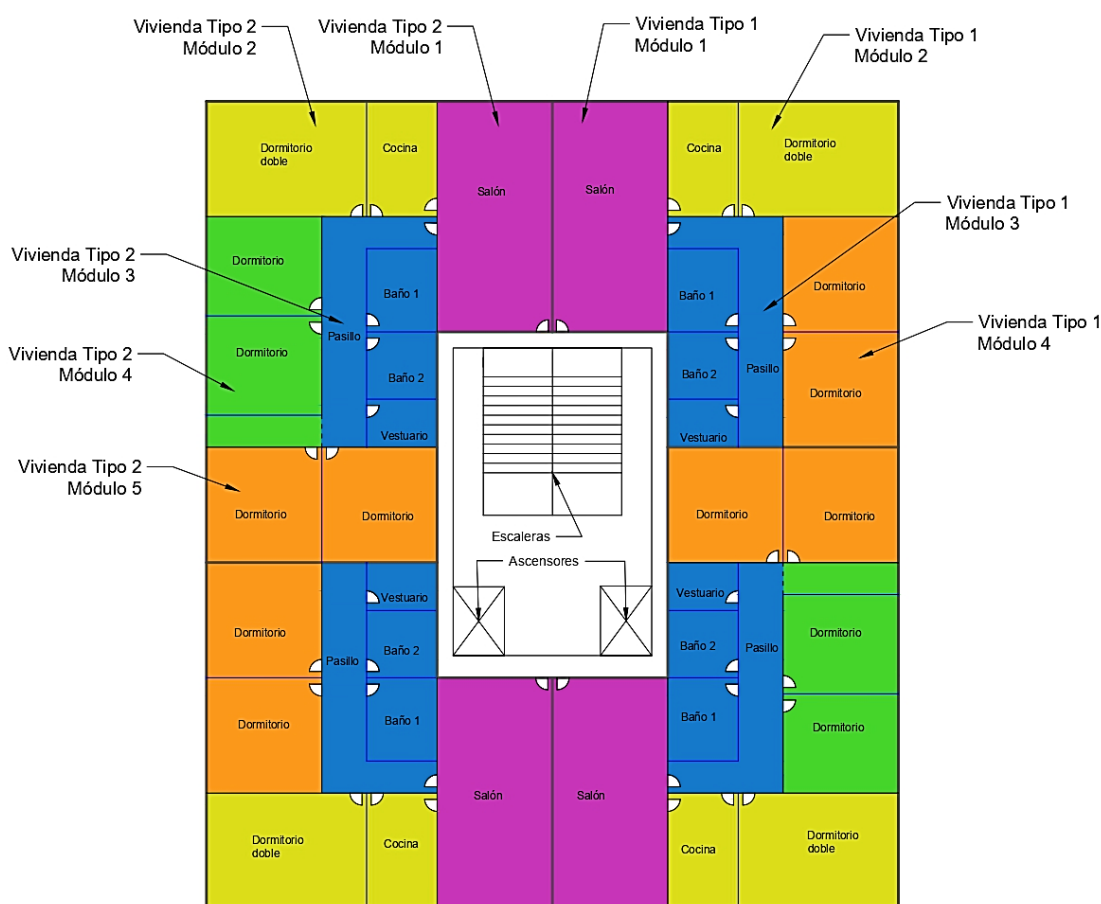 Vivienda Tipo 2
Módulo 2
Vivienda Tipo 2
Módulo 1
Vivienda Tipo 1
Módulo 1
Vivienda Tipo 1
Módulo 2
Dormitorio
doble
Cocina
Salón
Salón
Cocina
Dormitorio
doble
Vivienda Tipo 1
Módulo 3
Vivienda Tipo 2
Módulo 3
Dormitorio
Baño 1
Baño 1
Dormitorio
Vivienda Tipo 1
Módulo 4
Vivienda Tipo 2
Módulo 4
Dormitorio
Pasillo
Baño 2
Baño 2
Pasillo
Dormitorio
Vestuario
Vestuario
Vivienda Tipo 2
Módulo 5
Dormitorio
Dormitorio
Dormitorio
Dormitorio
Escaleras
Ascensores
Vestuario
Vestuario
Dormitorio
Pasillo
Baño 2
Baño 2
Pasillo
Dormitorio
Dormitorio
Baño 1
Baño 1
Dormitorio
Salón
Salón
Dormitorio
doble
Cocina
Cocina
Dormitorio
doble